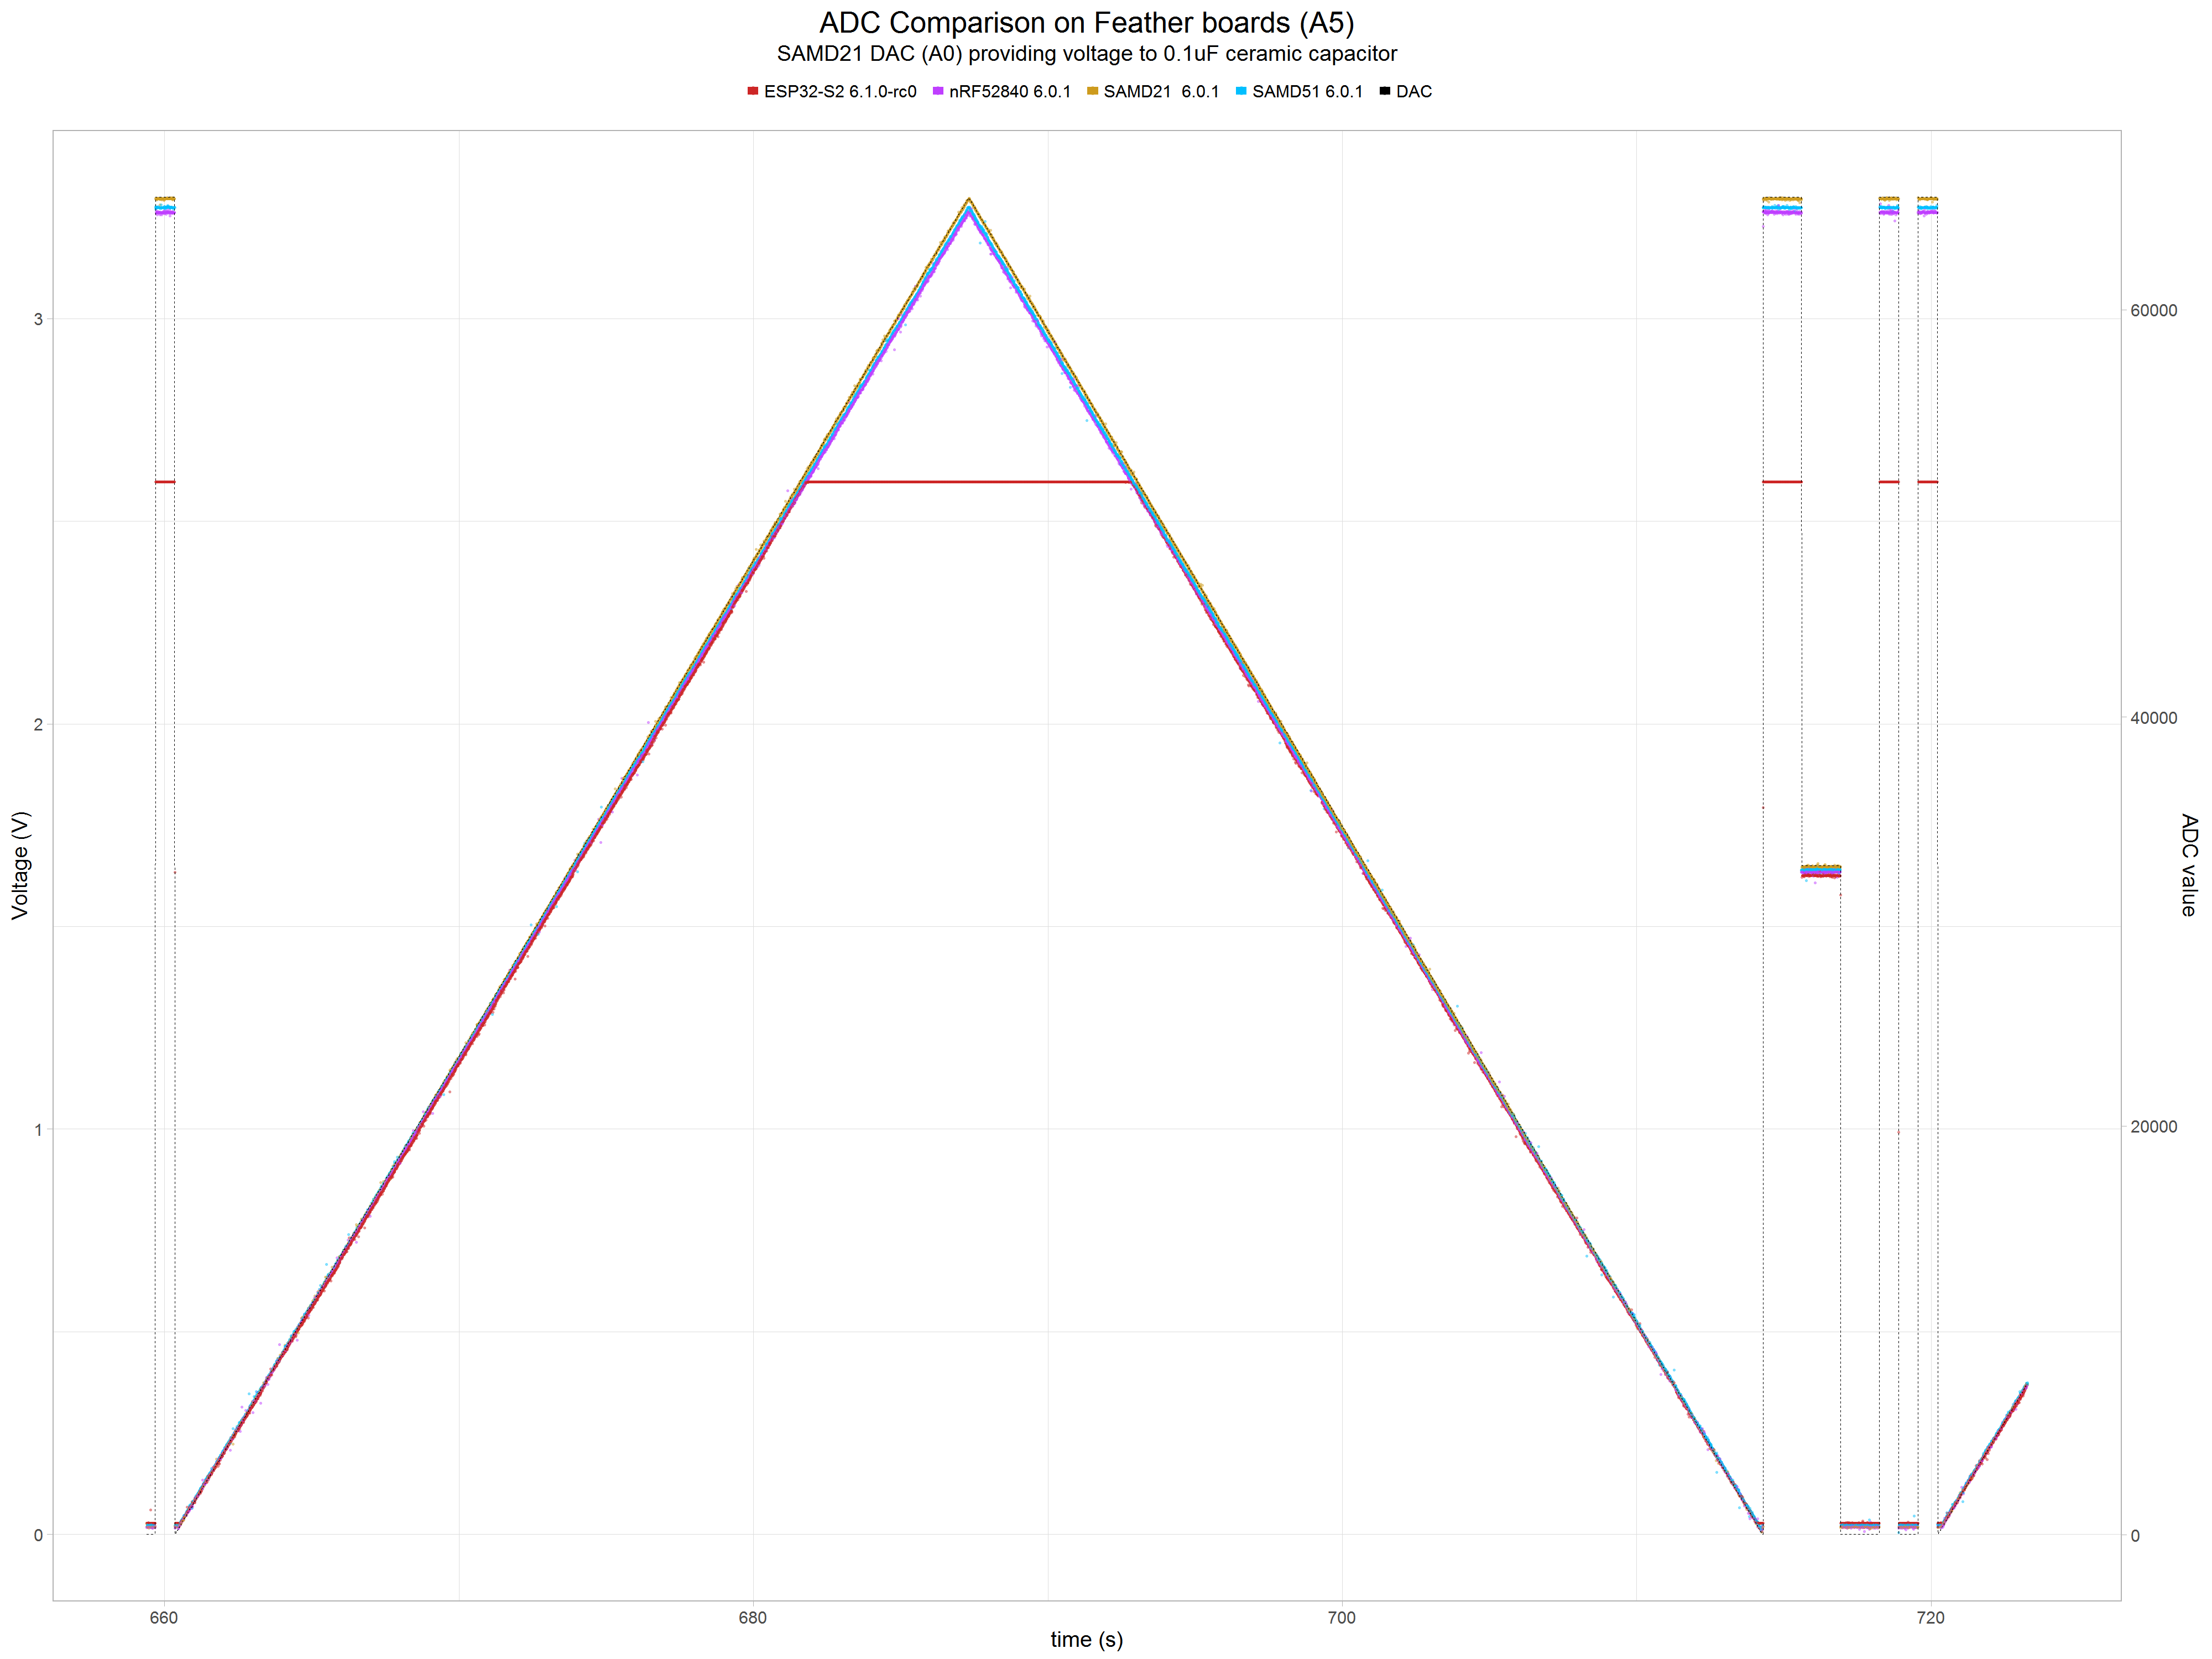 ADC Comparison on Feather boards (A5)
SAMD21 DAC (A0) providing voltage to 0.1uF ceramic capacitor
ESP32-S2 6.1.0-rc0 nRF52840 6.0.1 SAMD21 6.0.1 SAMD51 6.0.1 DAC
3
2
1
0
Voltage (V)
60000
40000
20000
0
ADC value
660 680 700 720
time (s)